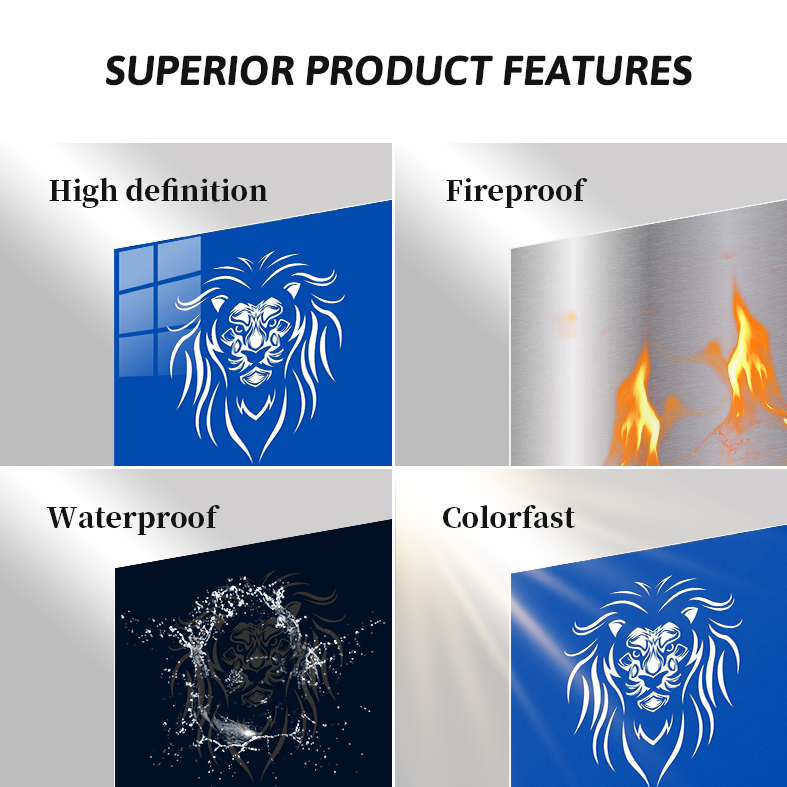 SUPERIOR PRODUCT FEATURES
High definition
Fireproof
Waterproof
Colorfast